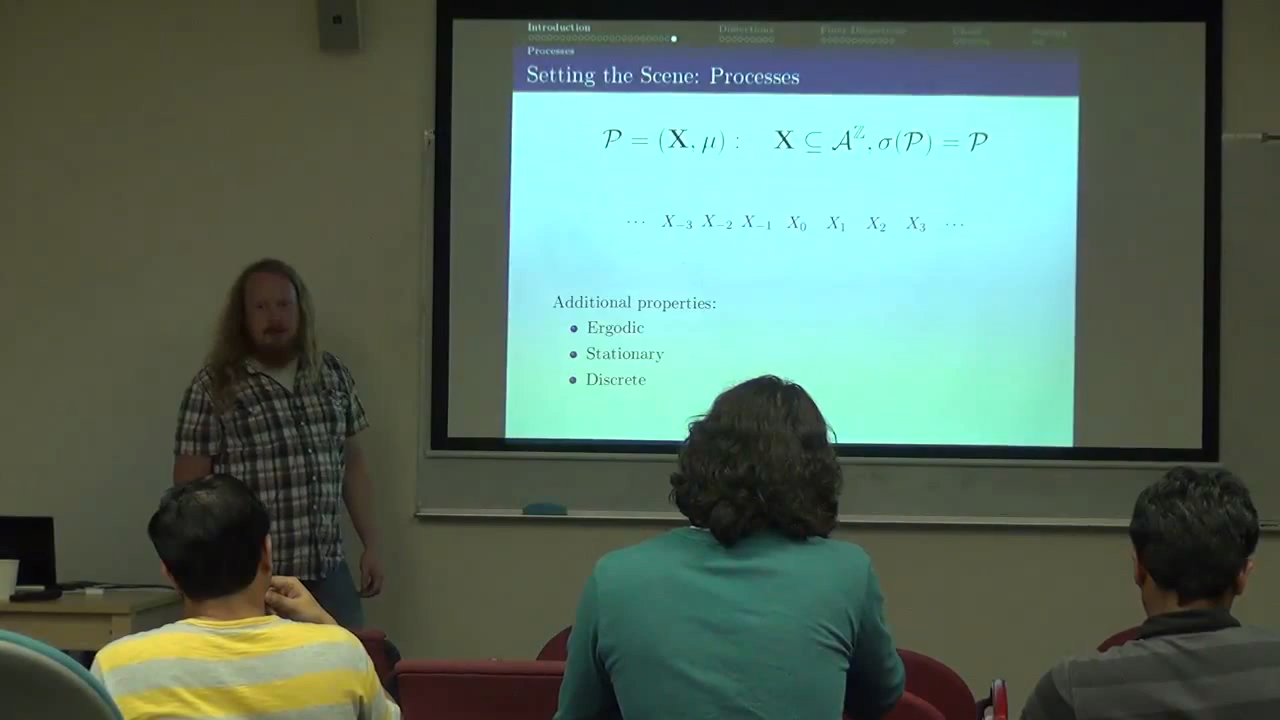 Introduction
Processes
Setting the Scene: Processes
𝒫 = (𝐗, μ) : 𝐗 ⊆ 𝒜^ℤ, σ(𝒫) = 𝒫
⋯ X₋₃ X₋₂ X₋₁ X₀ X₁ X₂ X₃ ⋯
Additional properties:
Ergodic
Stationary
Discrete